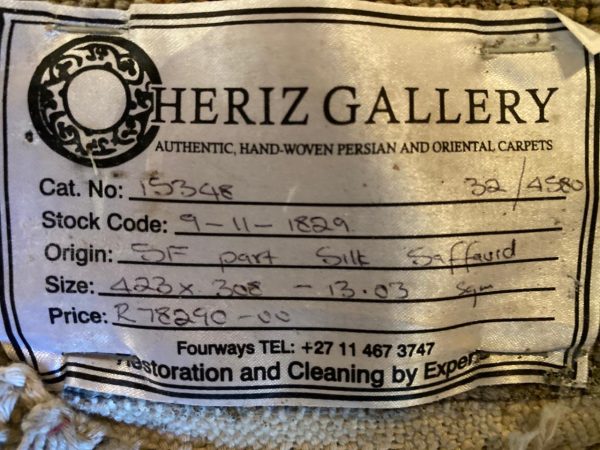 HERIZ GALLERY
AUTHENTIC, HAND-WOVEN PERSIAN AND ORIENTAL CARPETS
Cat. No: 15348 32/4580
Stock Code: 9-11-1829
Origin: SF part Silk Saffavid
Size: 423 x 308 - 13.03 sqm
Price: R78290-00
Fourways TEL: +27 11 467 3747
Restoration and Cleaning by